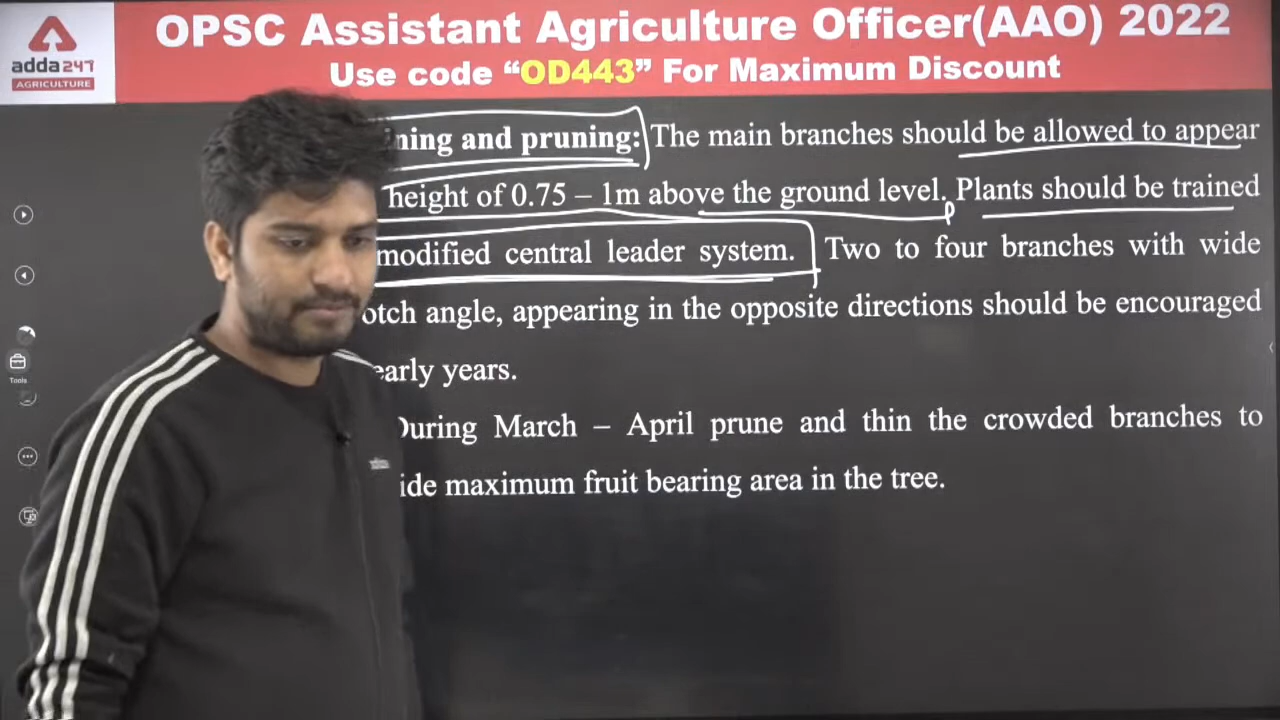 OPSC Assistant Agriculture Officer(AAO) 2022
Use code “OD443” For Maximum Discount
adda247
AGRICULTURE
ning and pruning: The main branches should be allowed to appear
height of 0.75 – 1m above the ground level. Plants should be trained
modified central leader system. Two to four branches with wide
otch angle, appearing in the opposite directions should be encouraged
early years.
During March – April prune and thin the crowded branches to
ide maximum fruit bearing area in the tree.
Tools